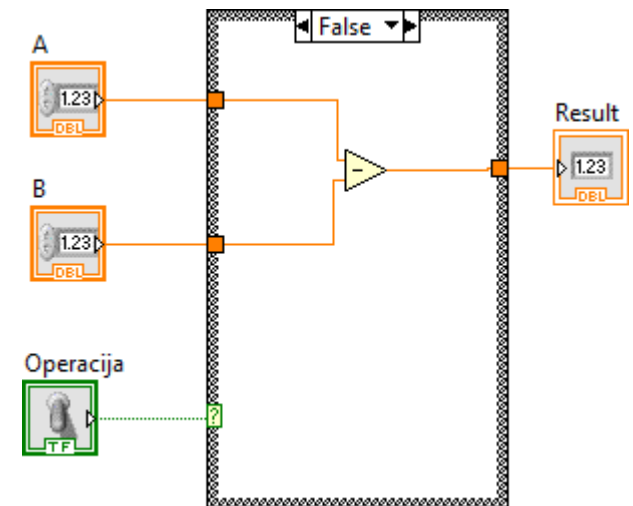 False
A
1.23
DBL
−
Result
1.23
DBL
B
1.23
DBL
Operacija
?
TF